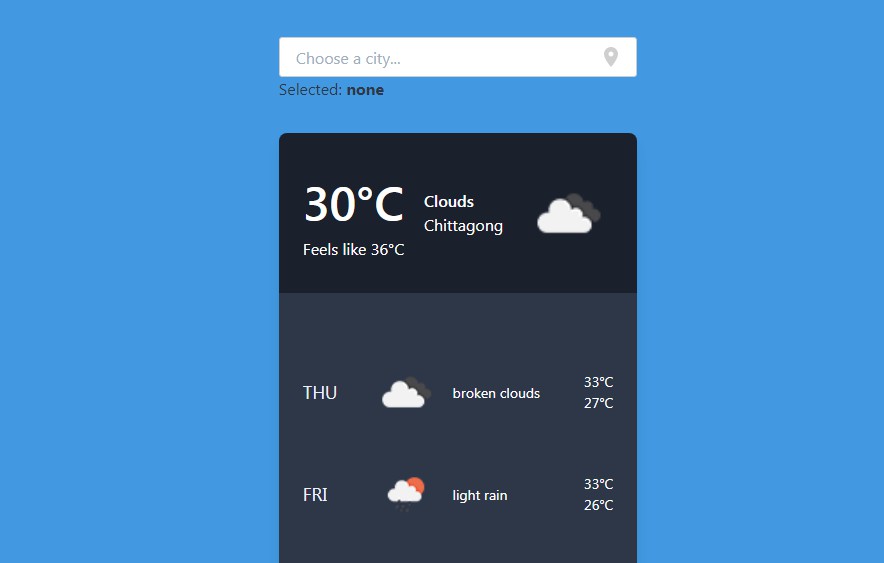 Choose a city...
Selected: none
30°C
Clouds
Chittagong
Feels like 36°C
THU
broken clouds
33°C
27°C
FRI
light rain
33°C
26°C